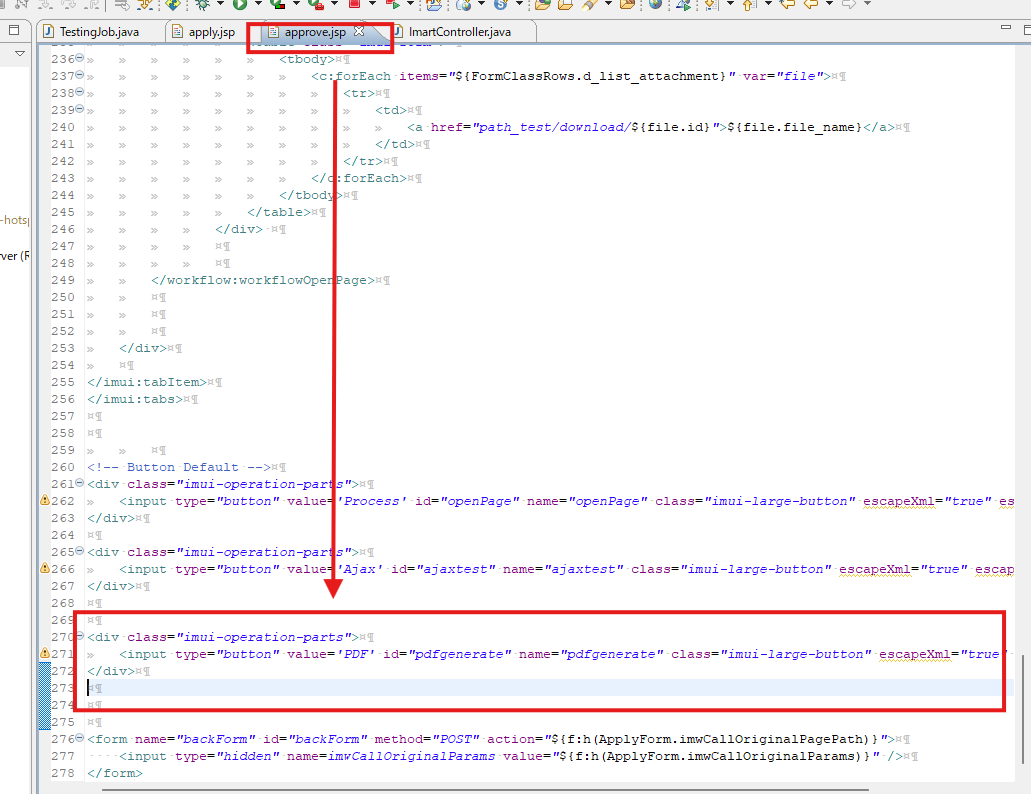 TestingJob.java apply.jsp approve.jsp ImartController.java
236 <tbody>
237 <c:forEach items="${FormClassRows.d_list_attachment}" var="file">
238 <tr>
239 <td>
240 <a href="path_test/download/${file.id}">${file.file_name}</a>
241 </td>
242 </tr>
243 </c:forEach>
244 </tbody>
245 </table>
246 </div>
247
248
249 </workflow:workflowOpenPage>
250
251
252
253 </div>
254
255 </imui:tabItem>
256 </imui:tabs>
257
258
259
260 <!-- Button Default -->
261 <div class="imui-operation-parts">
262 <input type="button" value='Process' id="openPage" name="openPage" class="imui-large-button" escapeXml="true" es
263 </div>
264
265 <div class="imui-operation-parts">
266 <input type="button" value='Ajax' id="ajaxtest" name="ajaxtest" class="imui-large-button" escapeXml="true" escap
267 </div>
268
269
270 <div class="imui-operation-parts">
271 <input type="button" value='PDF' id="pdfgenerate" name="pdfgenerate" class="imui-large-button" escapeXml="true"
272 </div>
273
274
275
276 <form name="backForm" id="backForm" method="POST" action="${f:h(ApplyForm.imwCallOriginalPagePath)}">
277 <input type="hidden" name=imwCallOriginalParams value="${f:h(ApplyForm.imwCallOriginalParams)}" />
278 </form>
-hotsp
ver (R